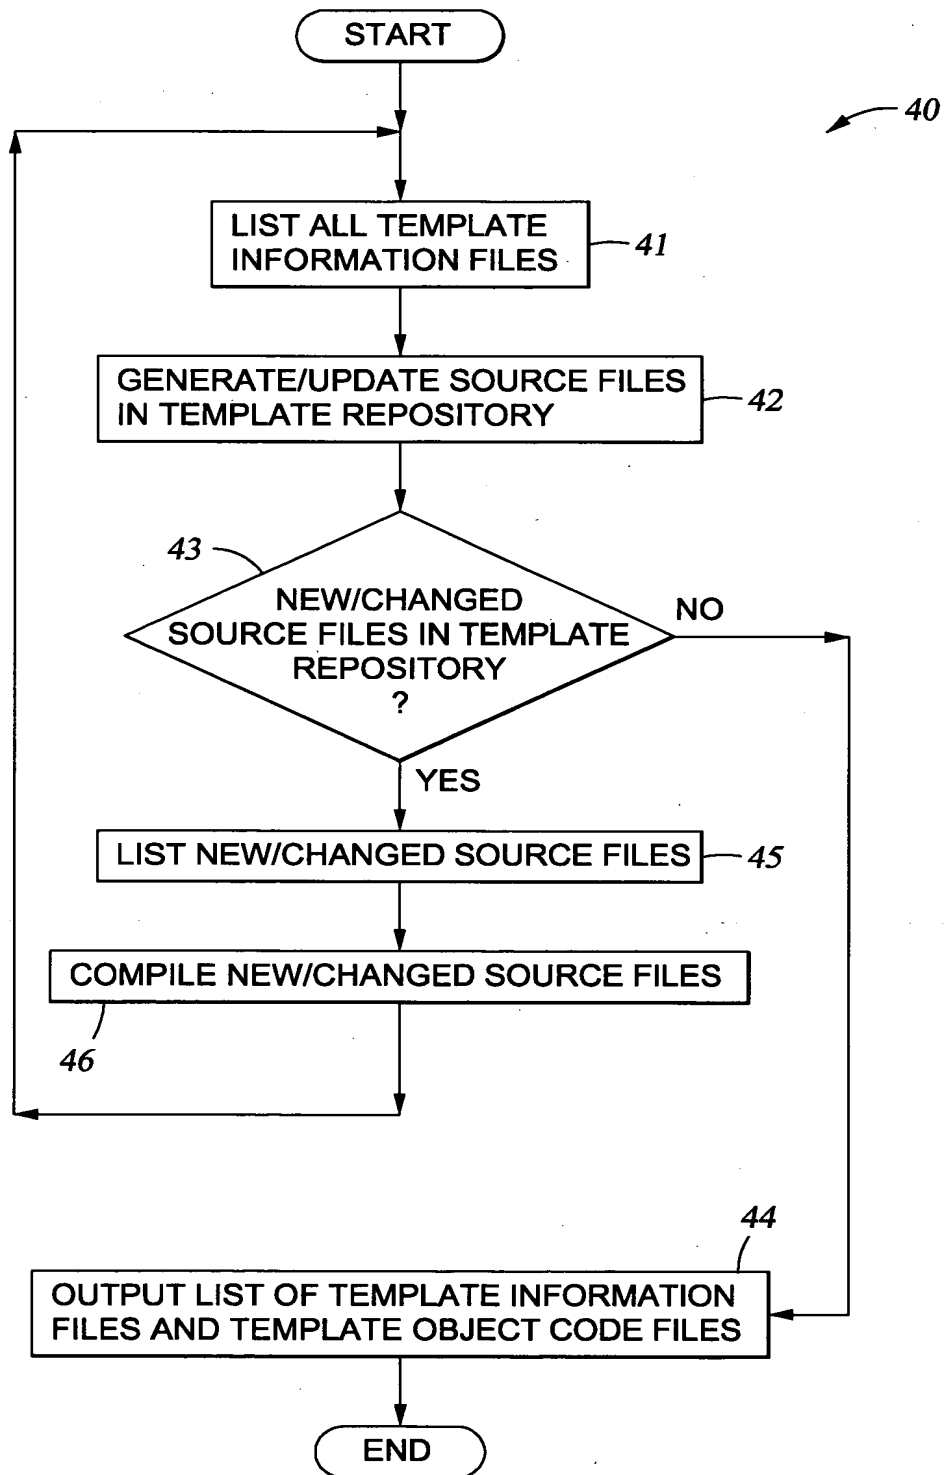 START
40
LIST ALL TEMPLATE
INFORMATION FILES
41
GENERATE/UPDATE SOURCE FILES
IN TEMPLATE REPOSITORY
42
43
NEW/CHANGED
SOURCE FILES IN TEMPLATE
REPOSITORY
?
NO
YES
LIST NEW/CHANGED SOURCE FILES
45
COMPILE NEW/CHANGED SOURCE FILES
46
44
OUTPUT LIST OF TEMPLATE INFORMATION
FILES AND TEMPLATE OBJECT CODE FILES
END